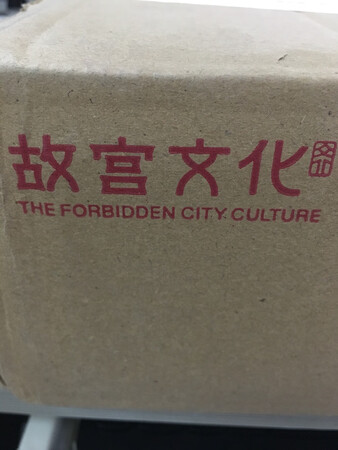 故宫文化
THE FORBIDDEN CITY CULTURE